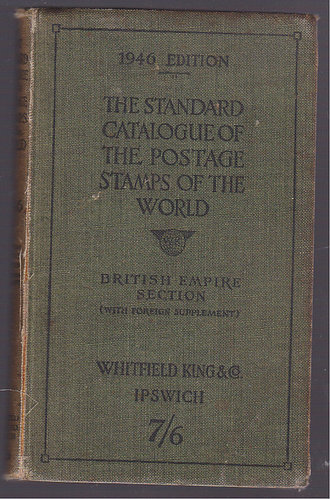 1946 EDITION
THE STANDARD
CATALOGUE OF
THE POSTAGE
STAMPS OF THE
WORLD
BRITISH EMPIRE
SECTION
(WITH FOREIGN SUPPLEMENT)
WHITFIELD KING & Co.
IPSWICH
7/6